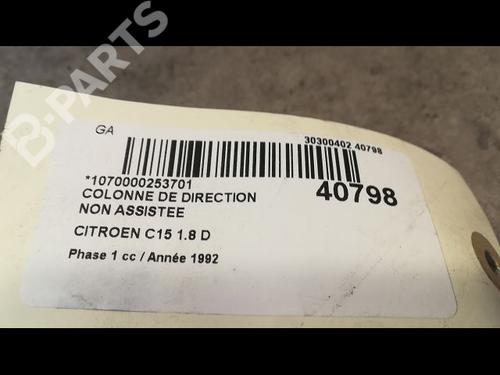 B-PARTS
GA
30300402 40798
*1070000253701
40798
COLONNE DE DIRECTION
NON ASSISTEE
CITROEN C15 1.8 D
Phase 1 cc / Année 1992